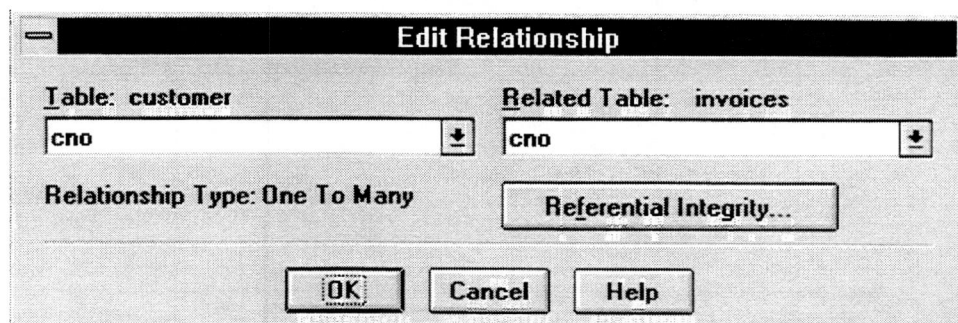 Edit Relationship
Table: customer
Related Table: invoices
cno
cno
Relationship Type: One To Many
Referential Integrity...
OK
Cancel
Help